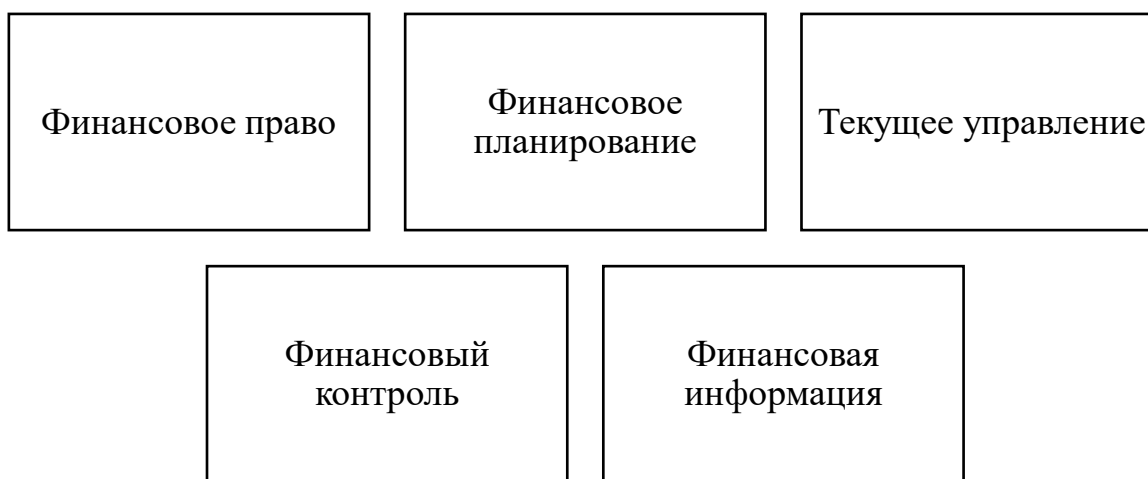 Финансовое право
Финансовое
планирование
Текущее управление
Финансовый
контроль
Финансовая
информация